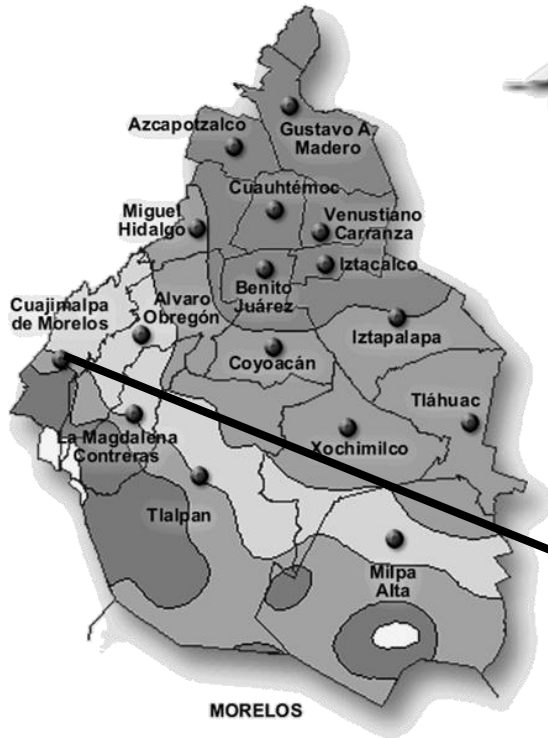 Azcapotzalco
Gustavo A.
Madero
Cuauhtémoc
Miguel
Hidalgo
Venustiano
Carranza
Iztacalco
Benito
Juárez
Cuajimalpa
de Morelos
Alvaro
Obregón
Iztapalapa
Coyoacán
Tláhuac
La Magdalena
Contreras
Xochimilco
Tlalpan
Milpa
Alta
MORELOS